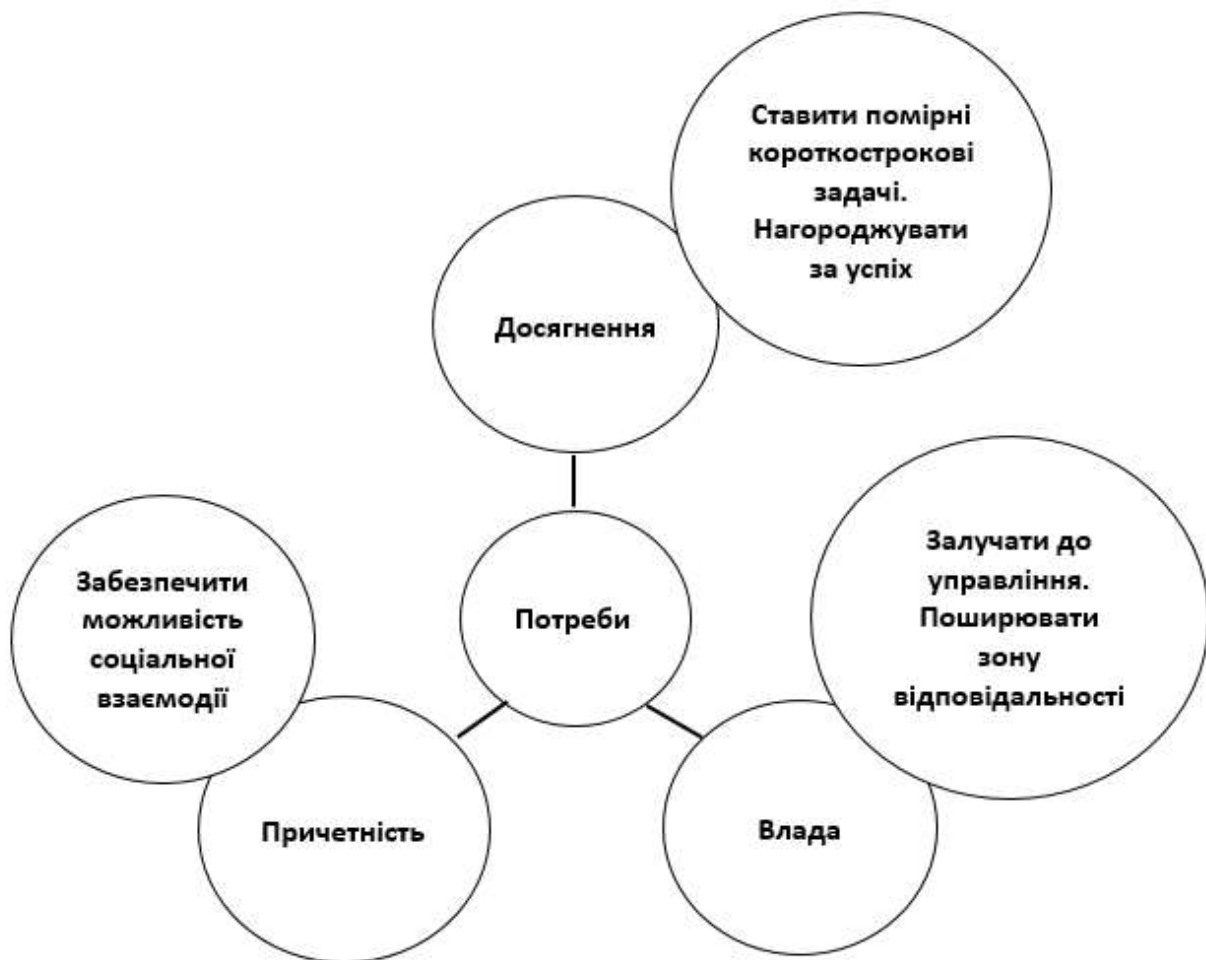 Ставити помірні
короткострокові
задачі.
Нагороджувати
за успіх
Досягнення
Залучати до
управління.
Поширювати
зону
відповідальності
Забезпечити
можливість
соціальної
взаємодії
Потреби
Причетність
Влада